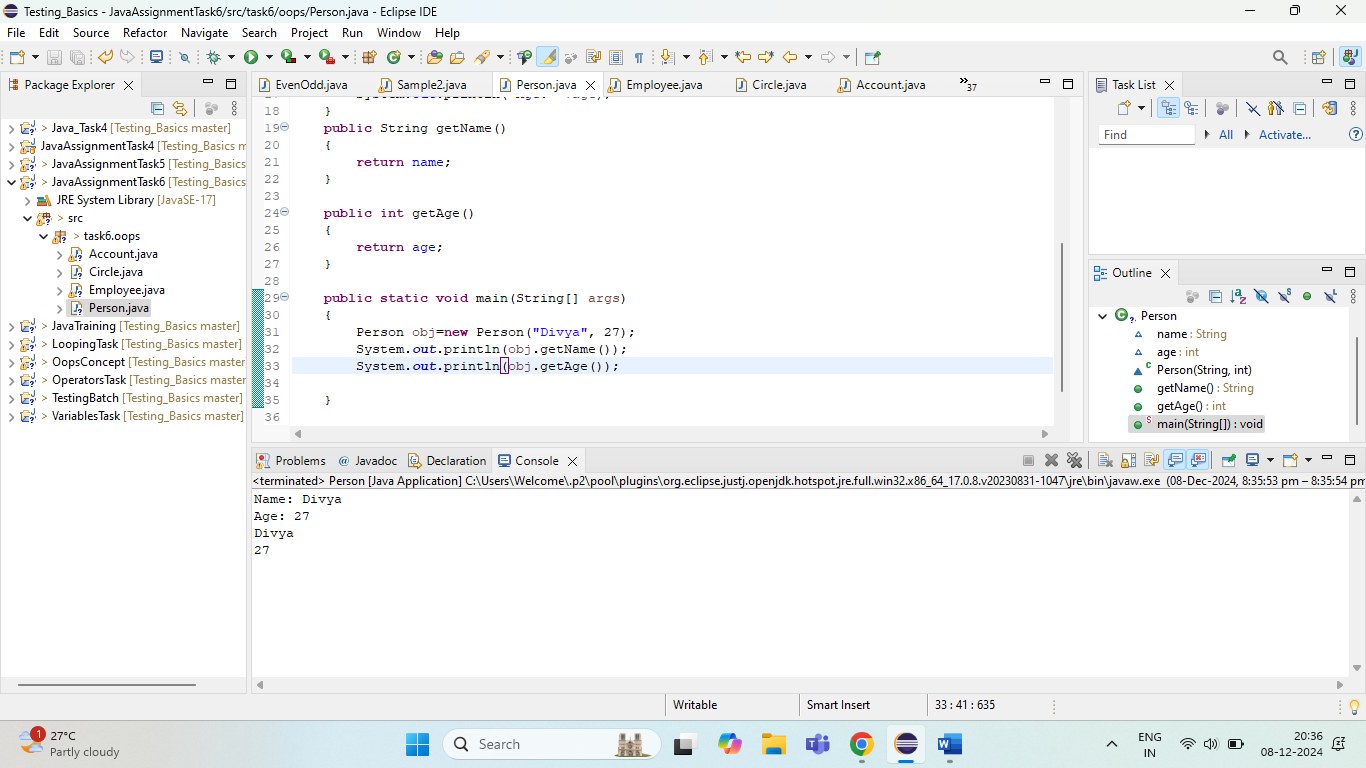 Testing_Basics - JavaAssignmentTask6/src/task6/oops/Person.java - Eclipse IDE
File Edit Source Refactor Navigate Search Project Run Window Help
Package Explorer
> Java_Task4 [Testing_Basics master]
JavaAssignmentTask4 [Testing_Basics m
> JavaAssignmentTask5 [Testing_Basics
> JavaAssignmentTask6 [Testing_Basics
JRE System Library [JavaSE-17]
> src
> task6.oops
Account.java
Circle.java
Employee.java
Person.java
> JavaTraining [Testing_Basics master]
> LoopingTask [Testing_Basics master]
> OopsConcept [Testing_Basics master]
> OperatorsTask [Testing_Basics master]
> TestingBatch [Testing_Basics master]
> VariablesTask [Testing_Basics master]
EvenOdd.java Sample2.java Person.java Employee.java Circle.java Account.java »37
18 }
19 public String getName()
20 {
21 return name;
22 }
23
24 public int getAge()
25 {
26 return age;
27 }
28
29 public static void main(String[] args)
30 {
31 Person obj=new Person("Divya", 27);
32 System.out.println(obj.getName());
33 System.out.println(obj.getAge());
34
35 }
36
Task List
Find All Activate...
Outline
Person
name : String
age : int
Person(String, int)
getName() : String
getAge() : int
main(String[]) : void
Problems Javadoc Declaration Console
<terminated> Person [Java Application] C:\Users\Welcome\.p2\pool\plugins\org.eclipse.justj.openjdk.hotspot.jre.full.win32.x86_64_17.0.8.v20230831-1047\jre\bin\javaw.exe (08-Dec-2024, 8:35:53 pm – 8:35:54 pm
Name: Divya
Age: 27
Divya
27
Writable Smart Insert 33 : 41 : 635
1
27°C
Partly cloudy
Search
ENG
IN
20:36
08-12-2024